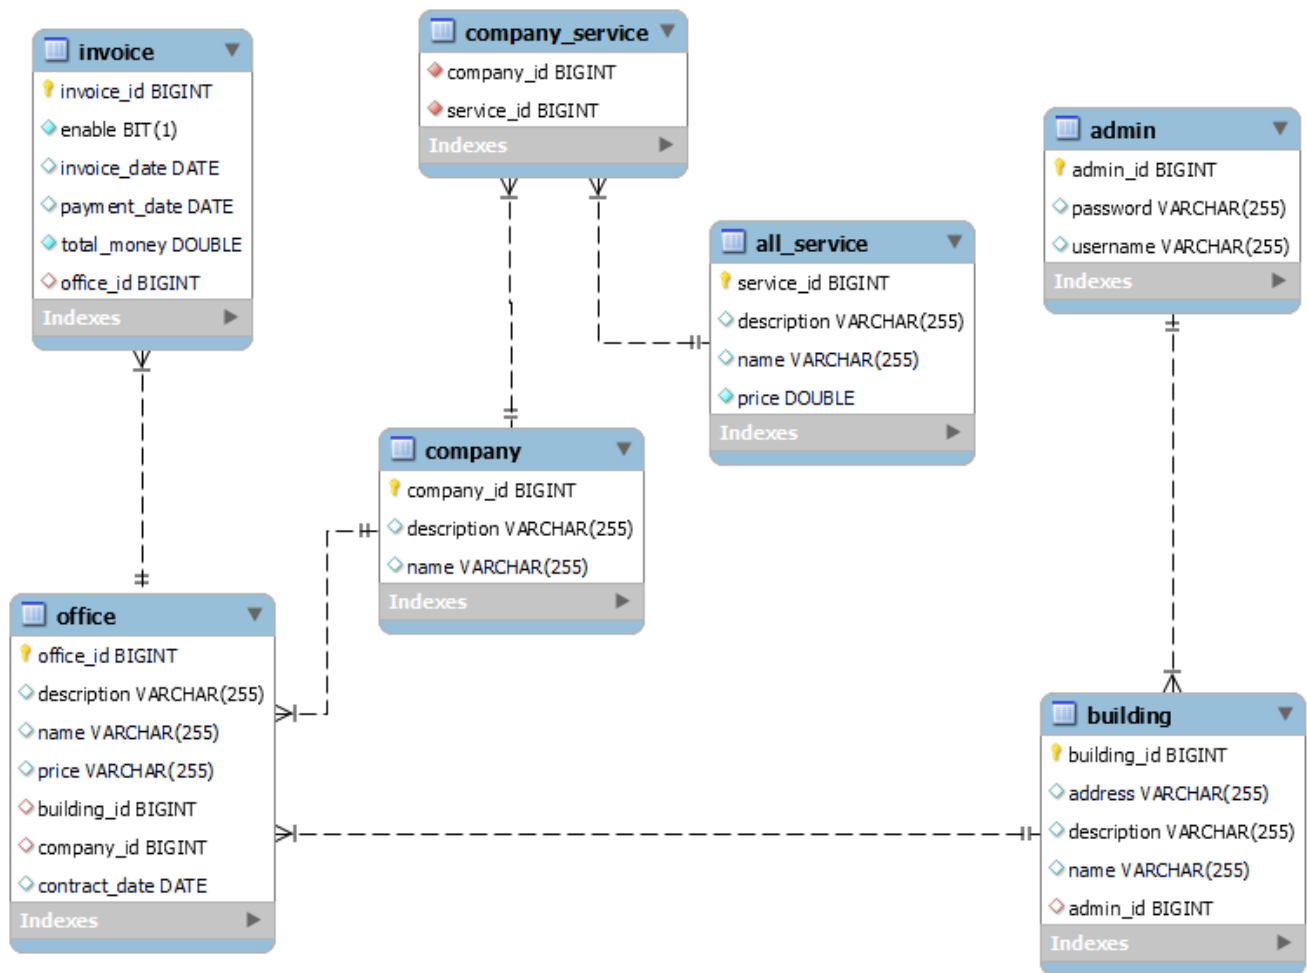 invoice
invoice_id BIGINT
enable BIT(1)
invoice_date DATE
payment_date DATE
total_money DOUBLE
office_id BIGINT
Indexes
company_service
company_id BIGINT
service_id BIGINT
Indexes
all_service
service_id BIGINT
description VARCHAR(255)
name VARCHAR(255)
price DOUBLE
Indexes
admin
admin_id BIGINT
password VARCHAR(255)
username VARCHAR(255)
Indexes
company
company_id BIGINT
description VARCHAR(255)
name VARCHAR(255)
Indexes
office
office_id BIGINT
description VARCHAR(255)
name VARCHAR(255)
price VARCHAR(255)
building_id BIGINT
company_id BIGINT
contract_date DATE
Indexes
building
building_id BIGINT
address VARCHAR(255)
description VARCHAR(255)
name VARCHAR(255)
admin_id BIGINT
Indexes